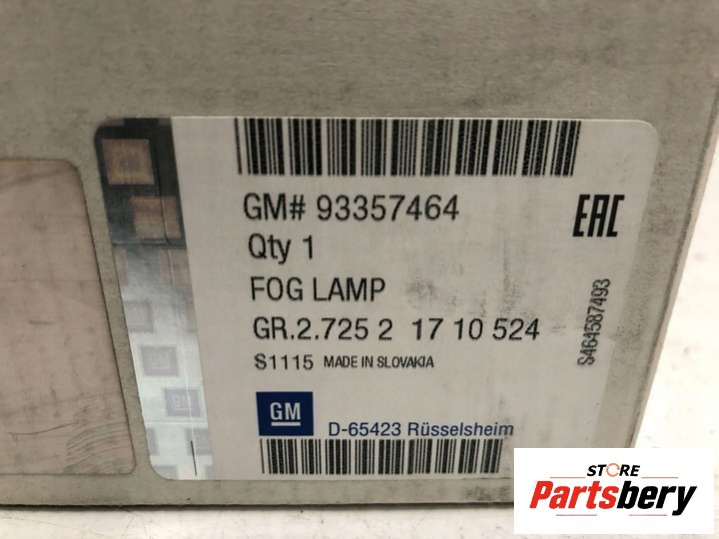 GM# 93357464
EAC
Qty 1
FOG LAMP
GR.2.725 2 17 10 524
S1115 MADE IN SLOVAKIA
S464587493
GM
GM
D-65423 Rüsselsheim
STORE
Partsbery